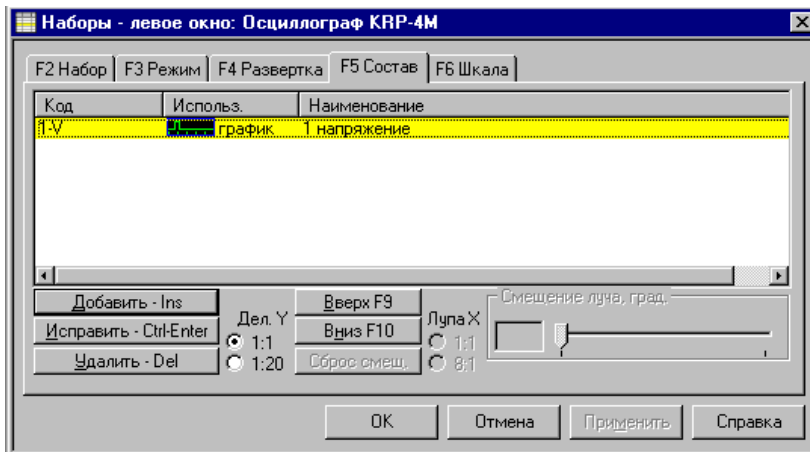 Наборы - левое окно: Осциллограф KRP-4M
F2 Набор F3 Режим F4 Развертка F5 Состав F6 Шкала
Код Использ. Наименование
1-V график 1 напряжение
Добавить - Ins Вверх F9 Смещение луча, град.
Исправить - Ctrl-Enter Дел. Y Вниз F10 Лупа X
1:1 1:1
Удалить - Del 1:20 Сброс смещ. 8:1
OK Отмена Применить Справка